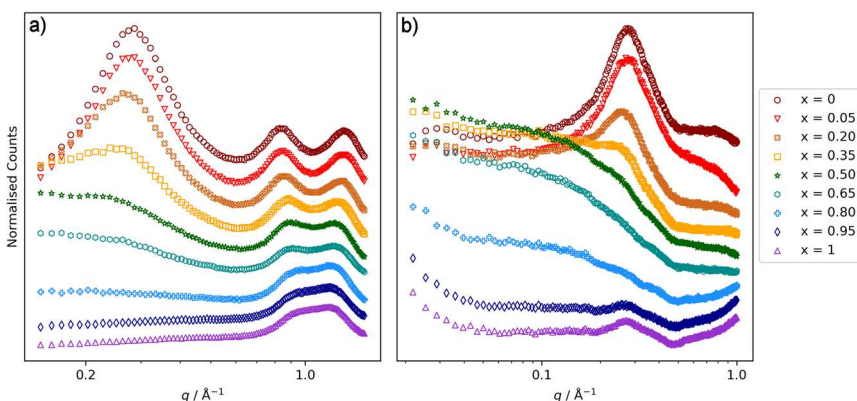 a)
b)
Normalised Counts
0.2
1.0
q / Å⁻¹
0.1
1.0
q / Å⁻¹
x = 0
x = 0.05
x = 0.20
x = 0.35
x = 0.50
x = 0.65
x = 0.80
x = 0.95
x = 1